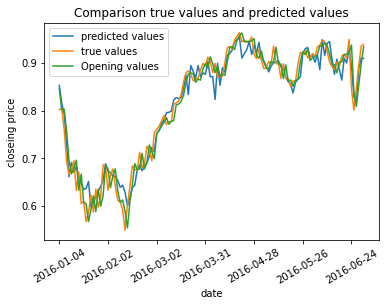 Comparison true values and predicted values
predicted values
true values
Opening values
closeing price
0.9
0.8
0.7
0.6
2016-01-04
2016-02-02
2016-03-02
2016-03-31
2016-04-28
2016-05-26
2016-06-24
date